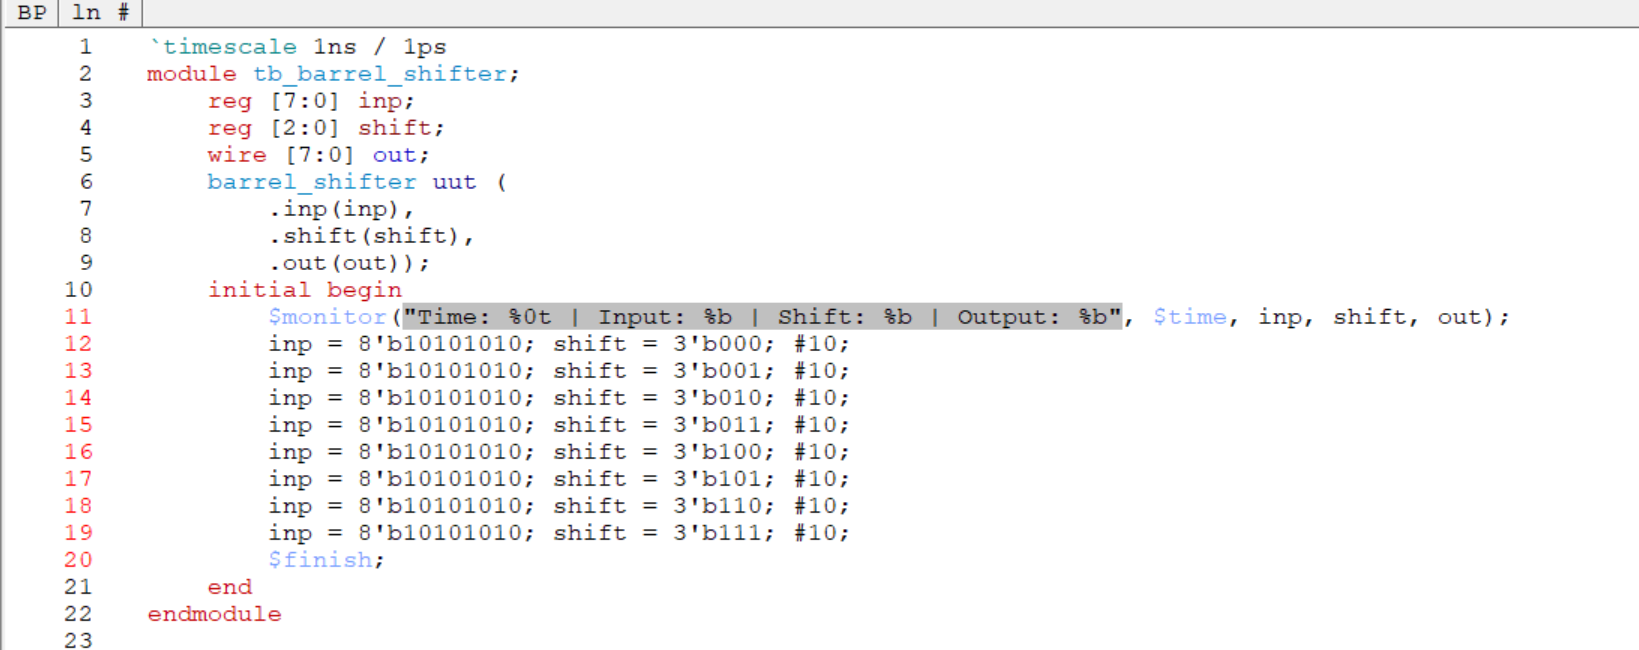 BP ln #
1 `timescale 1ns / 1ps
2 module tb_barrel_shifter;
3 reg [7:0] inp;
4 reg [2:0] shift;
5 wire [7:0] out;
6 barrel_shifter uut (
7 .inp(inp),
8 .shift(shift),
9 .out(out));
10 initial begin
11 $monitor("Time: %0t | Input: %b | Shift: %b | Output: %b", $time, inp, shift, out);
12 inp = 8'b10101010; shift = 3'b000; #10;
13 inp = 8'b10101010; shift = 3'b001; #10;
14 inp = 8'b10101010; shift = 3'b010; #10;
15 inp = 8'b10101010; shift = 3'b011; #10;
16 inp = 8'b10101010; shift = 3'b100; #10;
17 inp = 8'b10101010; shift = 3'b101; #10;
18 inp = 8'b10101010; shift = 3'b110; #10;
19 inp = 8'b10101010; shift = 3'b111; #10;
20 $finish;
21 end
22 endmodule
23